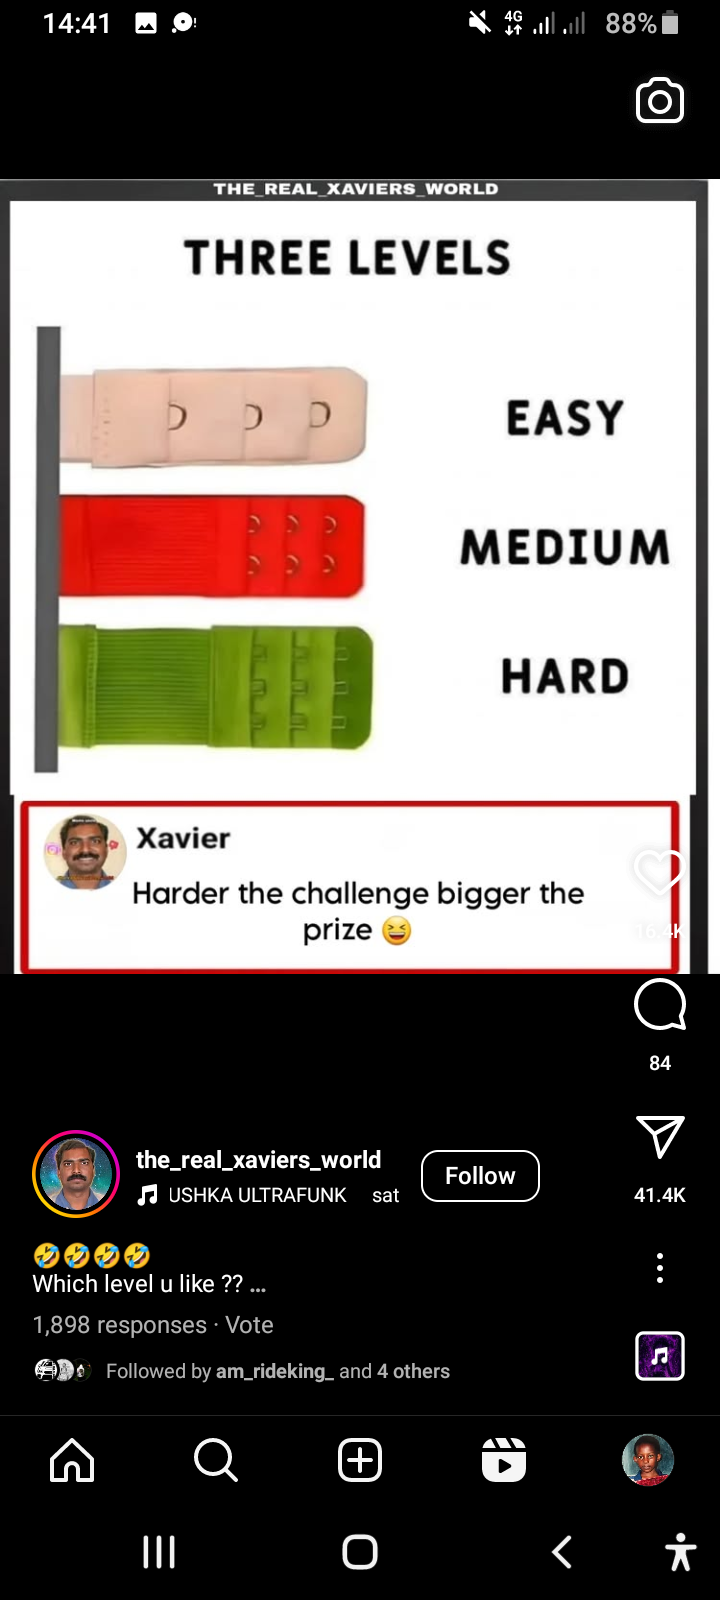 14:41
4G
88%
THE_REAL_XAVIERS_WORLD
THREE LEVELS
EASY
MEDIUM
HARD
Xavier
Harder the challenge bigger the
prize 😆
16.4K
84
the_real_xaviers_world
Follow
USHKA ULTRAFUNK sat
41.4K
🤣🤣🤣🤣
Which level u like ?? ...
1,898 responses · Vote
Followed by am_rideking_ and 4 others